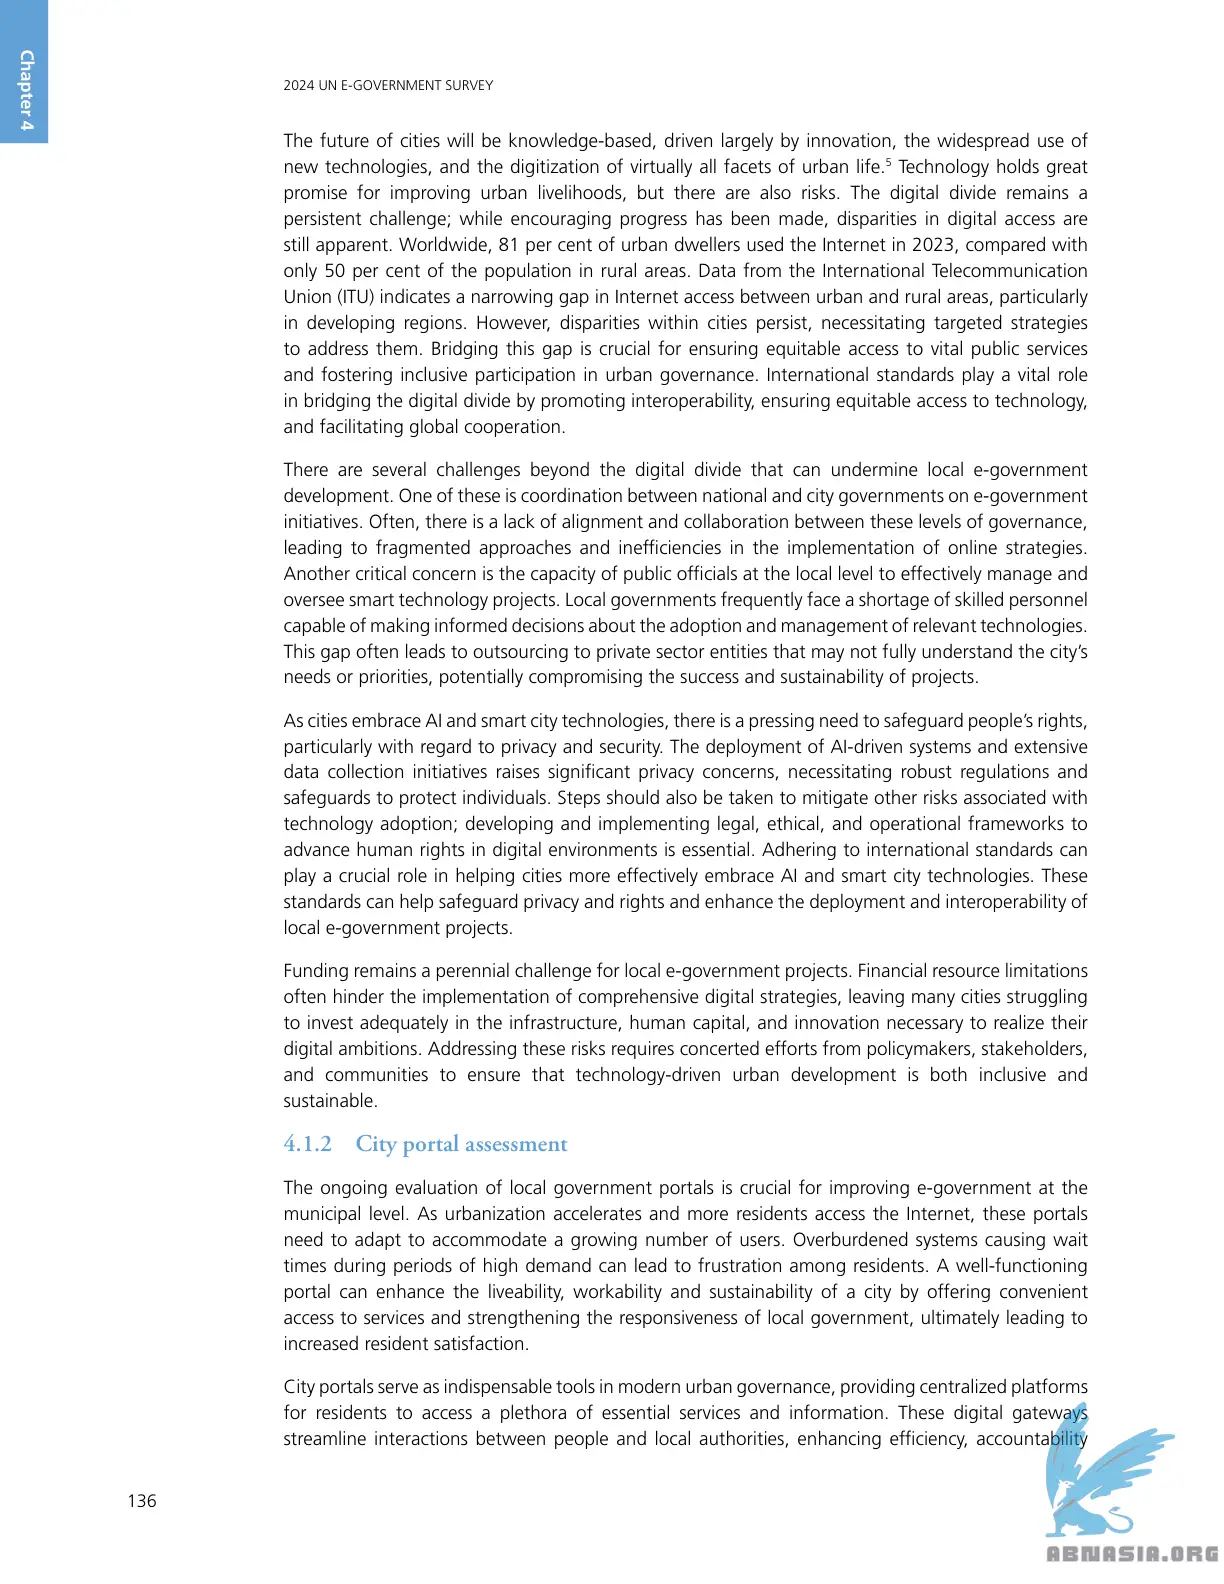 Chapter 4
2024 UN E-GOVERNMENT SURVEY
The future of cities will be knowledge-based, driven largely by innovation, the widespread use of
new technologies, and the digitization of virtually all facets of urban life.5 Technology holds great
promise for improving urban livelihoods, but there are also risks. The digital divide remains a
persistent challenge; while encouraging progress has been made, disparities in digital access are
still apparent. Worldwide, 81 per cent of urban dwellers used the Internet in 2023, compared with
only 50 per cent of the population in rural areas. Data from the International Telecommunication
Union (ITU) indicates a narrowing gap in Internet access between urban and rural areas, particularly
in developing regions. However, disparities within cities persist, necessitating targeted strategies
to address them. Bridging this gap is crucial for ensuring equitable access to vital public services
and fostering inclusive participation in urban governance. International standards play a vital role
in bridging the digital divide by promoting interoperability, ensuring equitable access to technology,
and facilitating global cooperation.
There are several challenges beyond the digital divide that can undermine local e-government
development. One of these is coordination between national and city governments on e-government
initiatives. Often, there is a lack of alignment and collaboration between these levels of governance,
leading to fragmented approaches and inefficiencies in the implementation of online strategies.
Another critical concern is the capacity of public officials at the local level to effectively manage and
oversee smart technology projects. Local governments frequently face a shortage of skilled personnel
capable of making informed decisions about the adoption and management of relevant technologies.
This gap often leads to outsourcing to private sector entities that may not fully understand the city’s
needs or priorities, potentially compromising the success and sustainability of projects.
As cities embrace AI and smart city technologies, there is a pressing need to safeguard people’s rights,
particularly with regard to privacy and security. The deployment of AI-driven systems and extensive
data collection initiatives raises significant privacy concerns, necessitating robust regulations and
safeguards to protect individuals. Steps should also be taken to mitigate other risks associated with
technology adoption; developing and implementing legal, ethical, and operational frameworks to
advance human rights in digital environments is essential. Adhering to international standards can
play a crucial role in helping cities more effectively embrace AI and smart city technologies. These
standards can help safeguard privacy and rights and enhance the deployment and interoperability of
local e-government projects.
Funding remains a perennial challenge for local e-government projects. Financial resource limitations
often hinder the implementation of comprehensive digital strategies, leaving many cities struggling
to invest adequately in the infrastructure, human capital, and innovation necessary to realize their
digital ambitions. Addressing these risks requires concerted efforts from policymakers, stakeholders,
and communities to ensure that technology-driven urban development is both inclusive and
sustainable.
4.1.2 City portal assessment
The ongoing evaluation of local government portals is crucial for improving e-government at the
municipal level. As urbanization accelerates and more residents access the Internet, these portals
need to adapt to accommodate a growing number of users. Overburdened systems causing wait
times during periods of high demand can lead to frustration among residents. A well-functioning
portal can enhance the liveability, workability and sustainability of a city by offering convenient
access to services and strengthening the responsiveness of local government, ultimately leading to
increased resident satisfaction.
City portals serve as indispensable tools in modern urban governance, providing centralized platforms
for residents to access a plethora of essential services and information. These digital gateways
streamline interactions between people and local authorities, enhancing efficiency, accountability
136
ABNASIA.ORG